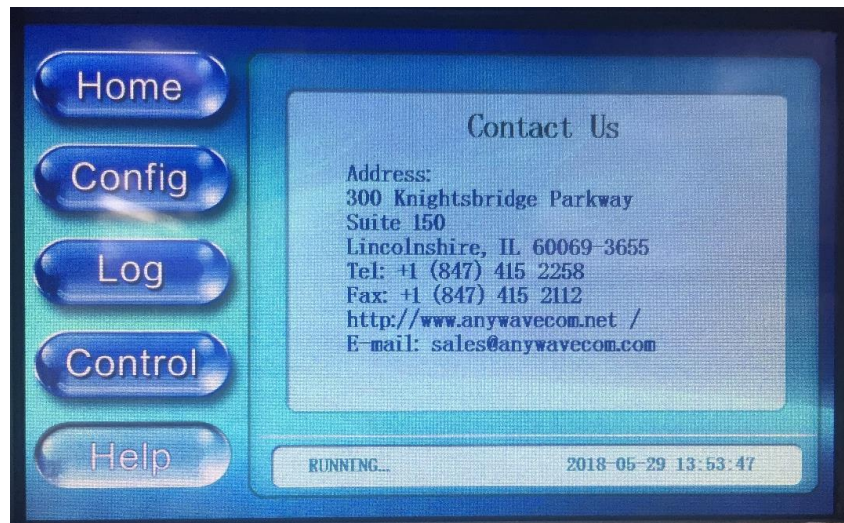 Home
Config
Log
Control
Help
Contact Us
Address:
300 Knightsbridge Parkway
Suite 150
Lincolnshire, IL 60069-3655
Tel: +1 (847) 415 2258
Fax: +1 (847) 415 2112
http://www.anywavecom.net /
E-mail: sales@anywavecom.com
RUNNING... 2018-05-29 13:53:47